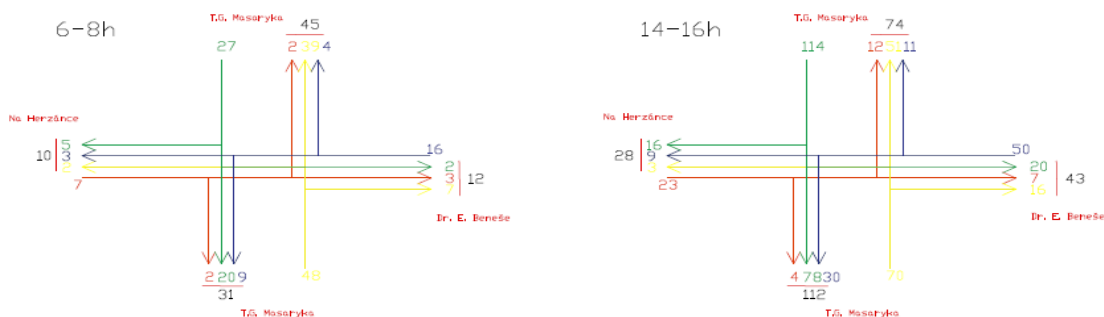 T.G. Masaryka
6-8h
45
27
2 39 4
Na Herzánce
5
10 3
2
7
16
2
3 12
7
Dr. E. Beneše
2 20 9 48
31
T.G. Masaryka
T.G. Masaryka
14-16h
74
114
12 51 11
Na Herzánce
16
28 9
3
23
50
20
7 43
16
Dr. E. Beneše
4 78 30 70
112
T.G. Masaryka